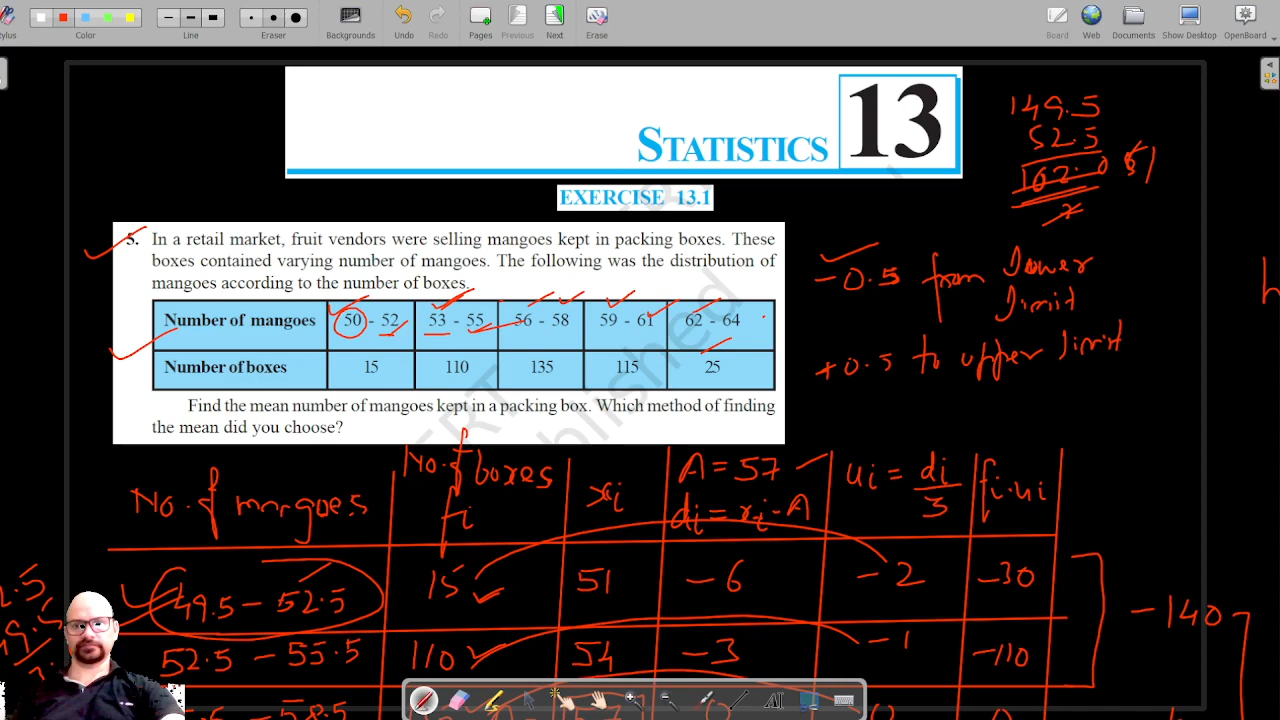 Stylus
Color
Line
Eraser
Backgrounds
Undo
Redo
Pages
Previous
Next
Erase
Board
Web
Documents
Show Desktop
OpenBoard
STATISTICS 13
EXERCISE 13.1
5. In a retail market, fruit vendors were selling mangoes kept in packing boxes. These
boxes contained varying number of mangoes. The following was the distribution of
mangoes according to the number of boxes.
Number of mangoes 50 - 52 53 - 55 56 - 58 59 - 61 62 - 64
Number of boxes 15 110 135 115 25
Find the mean number of mangoes kept in a packing box. Which method of finding
the mean did you choose?
149.5
52.5
162.0
51
-0.5 from lower
limit
+0.5 to upper limit
No. of mangoes
No. of boxes
fi
xi
A = 57
di = xi - A
ui = di/3
fi.ui
49.5 - 52.5 15 51 -6 -2 -30
52.5 - 55.5 110 54 -3 -1 -110
-140